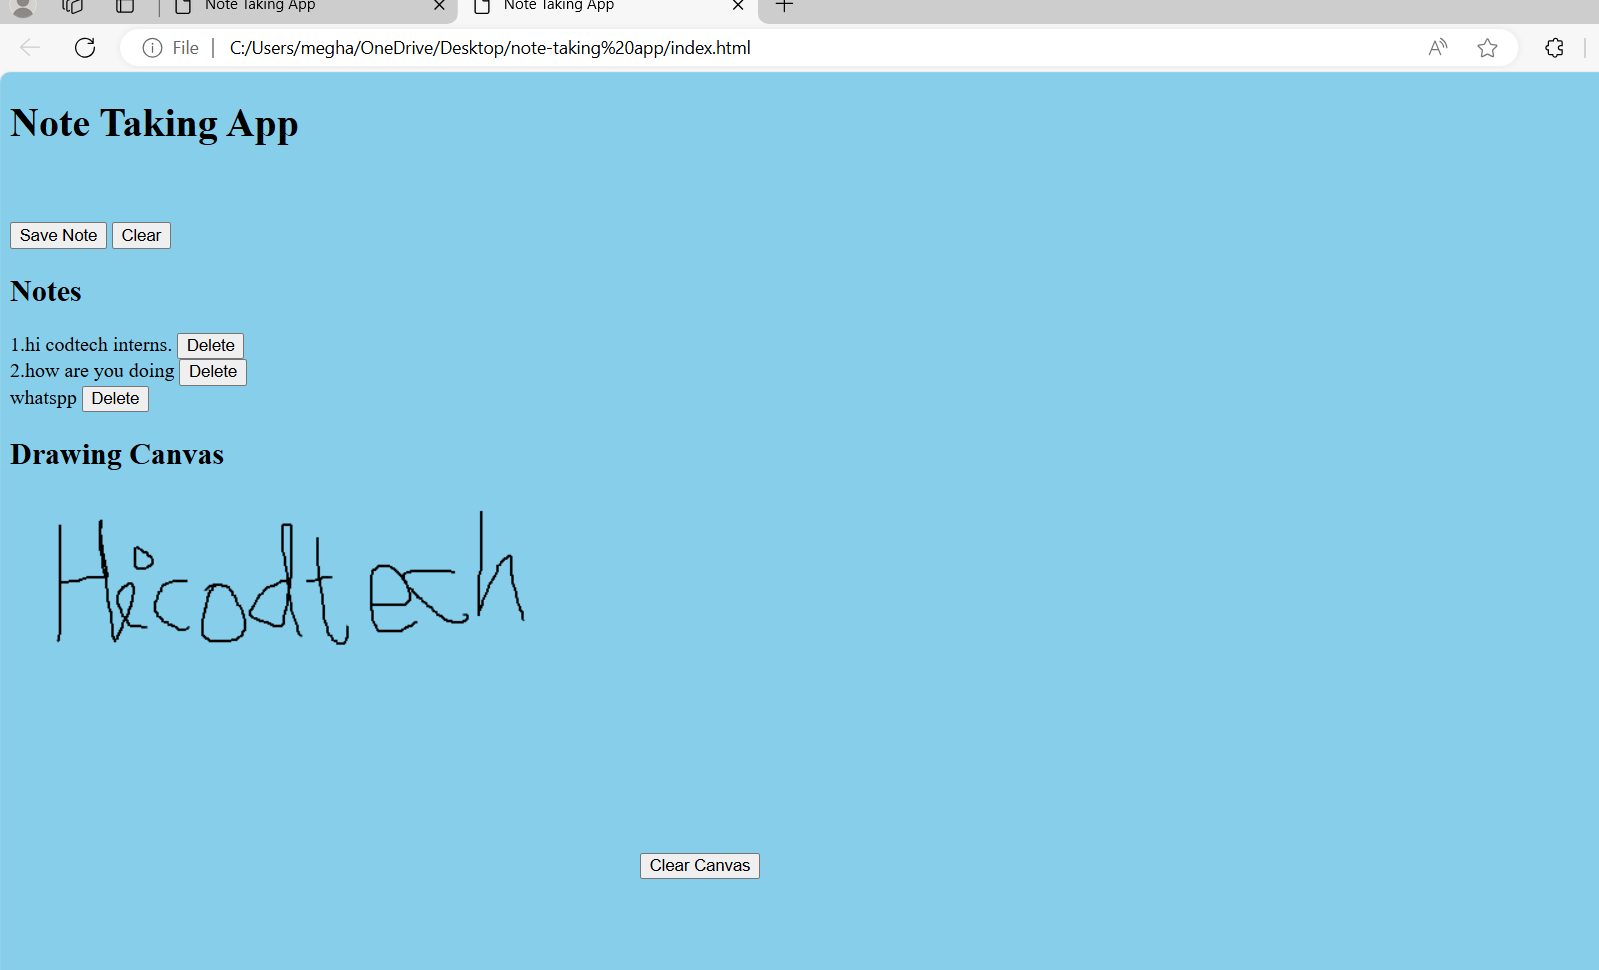 Note Taking App
Note Taking App
File
C:/Users/megha/OneDrive/Desktop/note-taking%20app/index.html
Note Taking App
Save Note Clear
Notes
1.hi codtech interns. Delete
2.how are you doing Delete
whatspp Delete
Drawing Canvas
Hi codtech
Clear Canvas